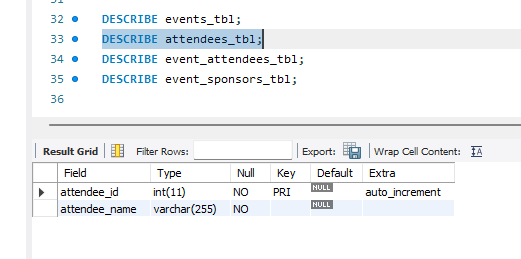 32 DESCRIBE events_tbl;
33 DESCRIBE attendees_tbl;
34 DESCRIBE event_attendees_tbl;
35 DESCRIBE event_sponsors_tbl;
36
Result Grid Filter Rows: Export: Wrap Cell Content: IA
Field Type Null Key Default Extra
attendee_id int(11) NO PRI NULL auto_increment
attendee_name varchar(255) NO NULL